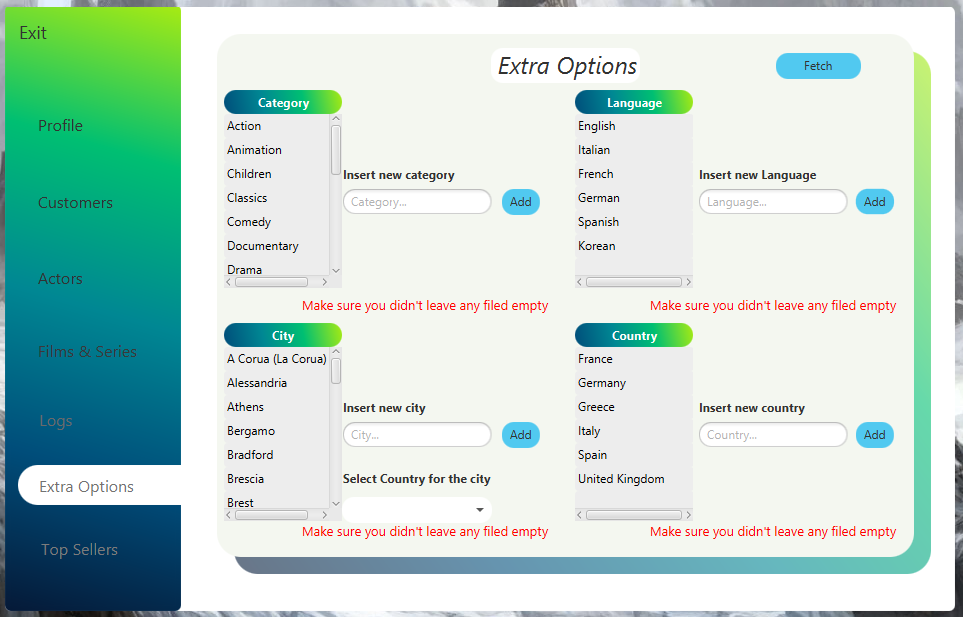 Exit
Profile
Customers
Actors
Films & Series
Logs
Extra Options
Top Sellers
Extra Options
Fetch
Category
Action
Animation
Children
Classics
Comedy
Documentary
Drama
Insert new category
Category...
Add
Make sure you didn't leave any filed empty
Language
English
Italian
French
German
Spanish
Korean
Insert new Language
Language...
Add
Make sure you didn't leave any filed empty
City
A Corua (La Corua)
Alessandria
Athens
Bergamo
Bradford
Brescia
Brest
Insert new city
City...
Add
Select Country for the city
Make sure you didn't leave any filed empty
Country
France
Germany
Greece
Italy
Spain
United Kingdom
Insert new country
Country...
Add
Make sure you didn't leave any filed empty